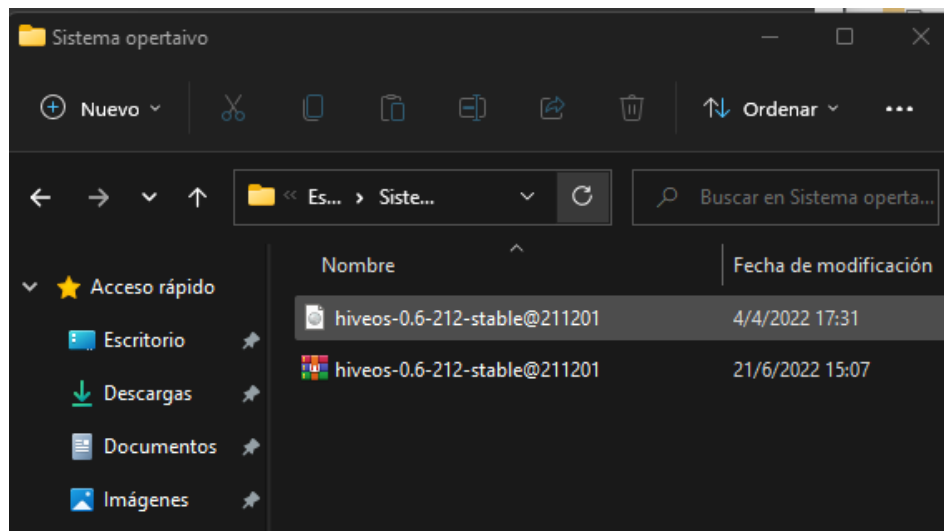 Sistema opertaivo
Nuevo
Ordenar
Es... > Siste...
Buscar en Sistema operta...
Nombre
Fecha de modificación
Acceso rápido
hiveos-0.6-212-stable@211201 4/4/2022 17:31
Escritorio
hiveos-0.6-212-stable@211201 21/6/2022 15:07
Descargas
Documentos
Imágenes